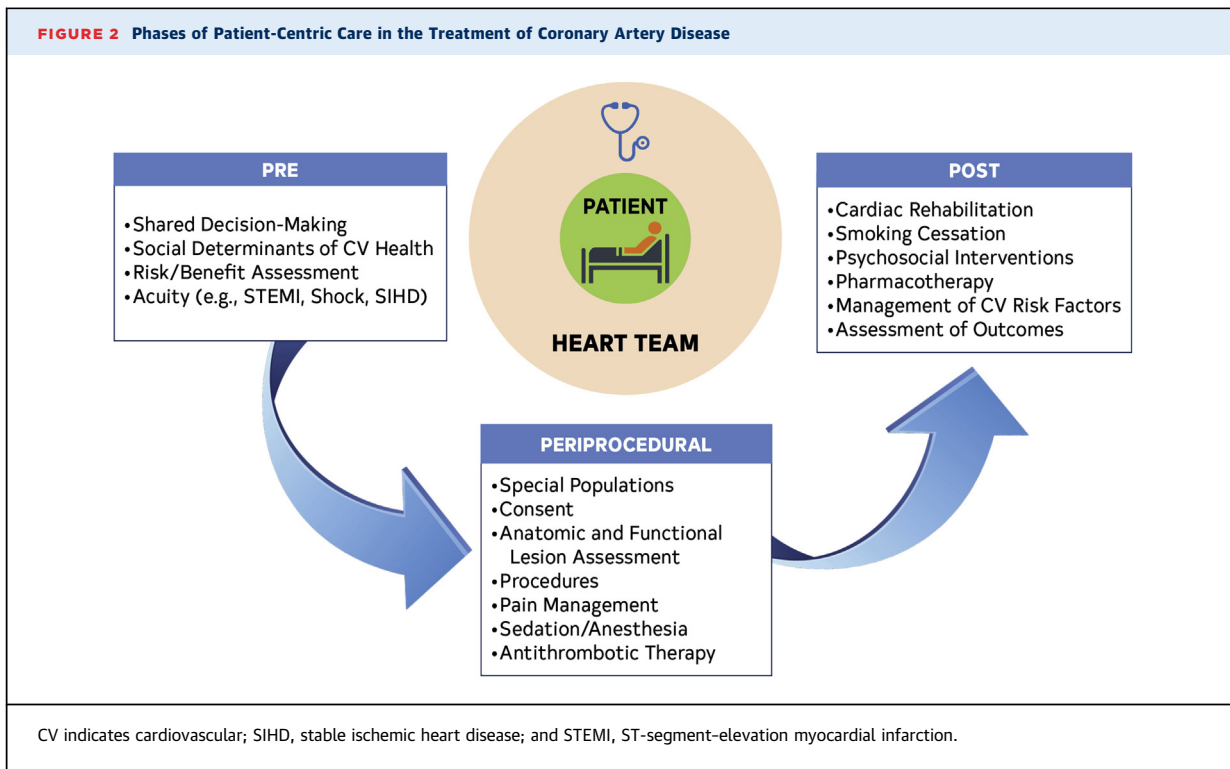 FIGURE 2 Phases of Patient-Centric Care in the Treatment of Coronary Artery Disease
PRE
•Shared Decision-Making
•Social Determinants of CV Health
•Risk/Benefit Assessment
•Acuity (e.g., STEMI, Shock, SIHD)
PATIENT
HEART TEAM
PERIPROCEDURAL
•Special Populations
•Consent
•Anatomic and Functional
Lesion Assessment
•Procedures
•Pain Management
•Sedation/Anesthesia
•Antithrombotic Therapy
POST
•Cardiac Rehabilitation
•Smoking Cessation
•Psychosocial Interventions
•Pharmacotherapy
•Management of CV Risk Factors
•Assessment of Outcomes
CV indicates cardiovascular; SIHD, stable ischemic heart disease; and STEMI, ST-segment–elevation myocardial infarction.